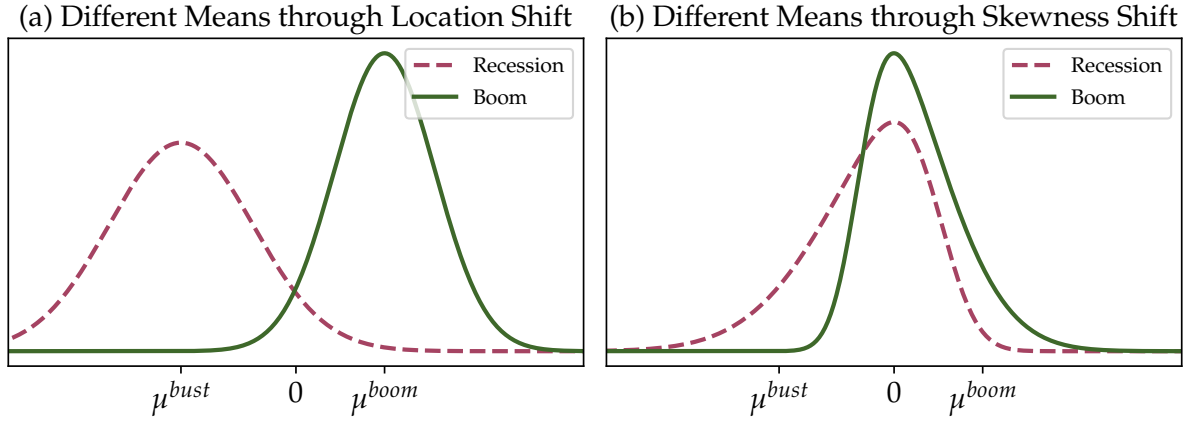 (a) Different Means through Location Shift
Recession
Boom
μ^bust 0 μ^boom
(b) Different Means through Skewness Shift
Recession
Boom
μ^bust 0 μ^boom